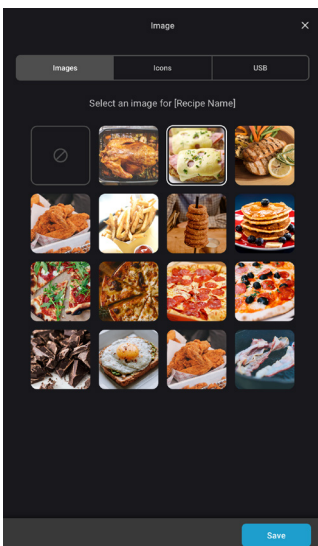 Image
Images
Icons
USB
Select an image for [Recipe Name]
Save